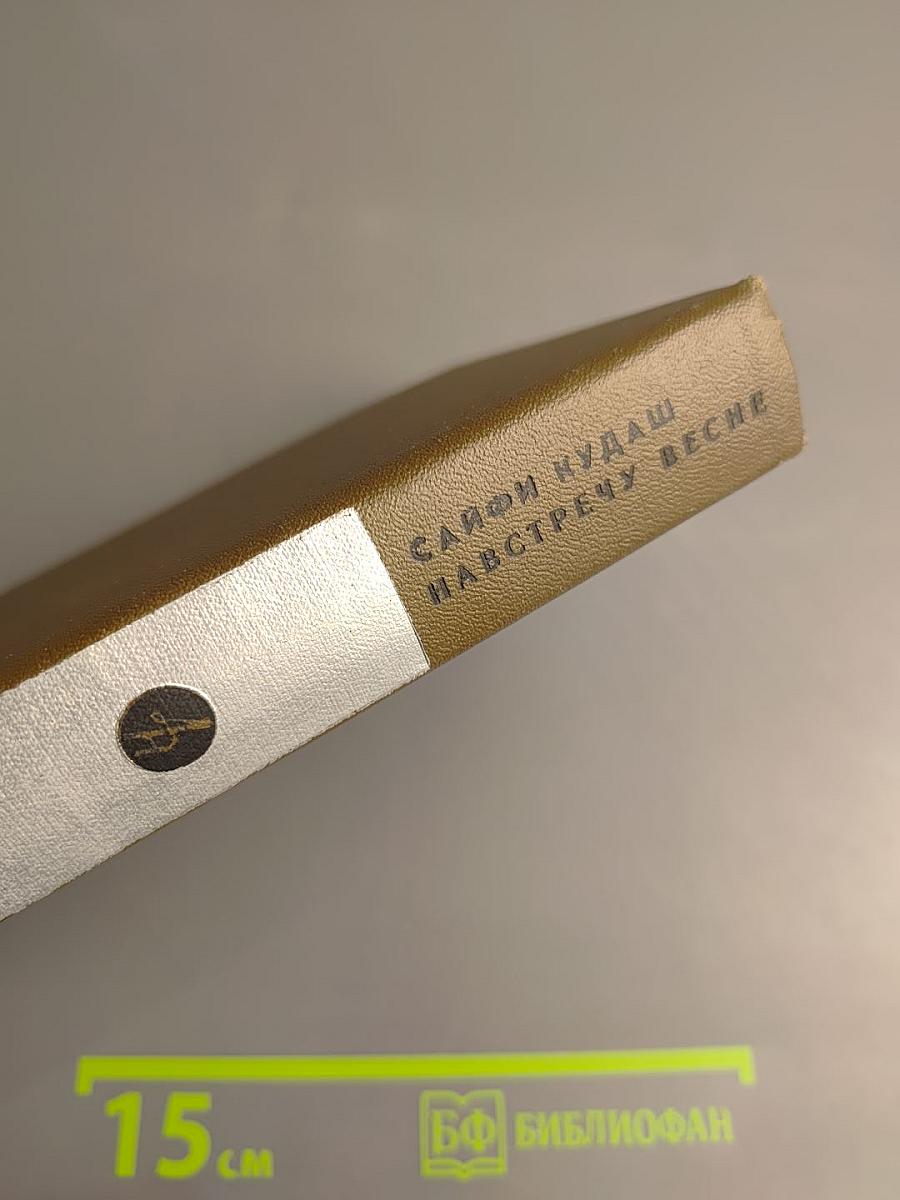 САЙФИ КУДАШ
НАВСТРЕЧУ ВЕСНЕ
15 см
БФ БИБЛИОФАН